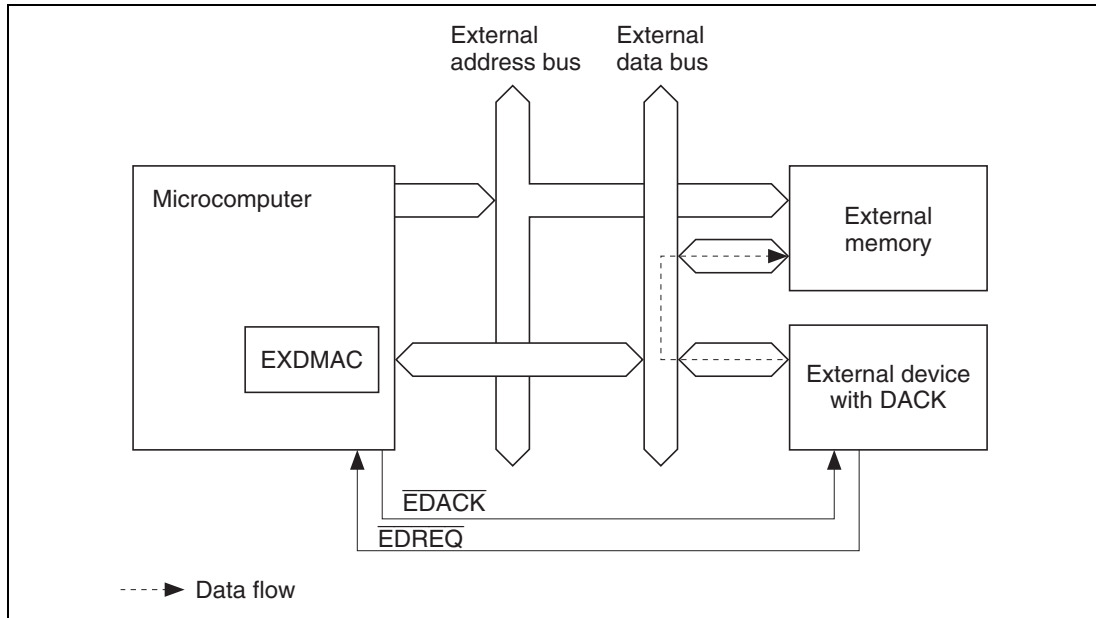 External
address bus
External
data bus
Microcomputer
External
memory
EXDMAC
External device
with DACK
EDACK
EDREQ
Data flow